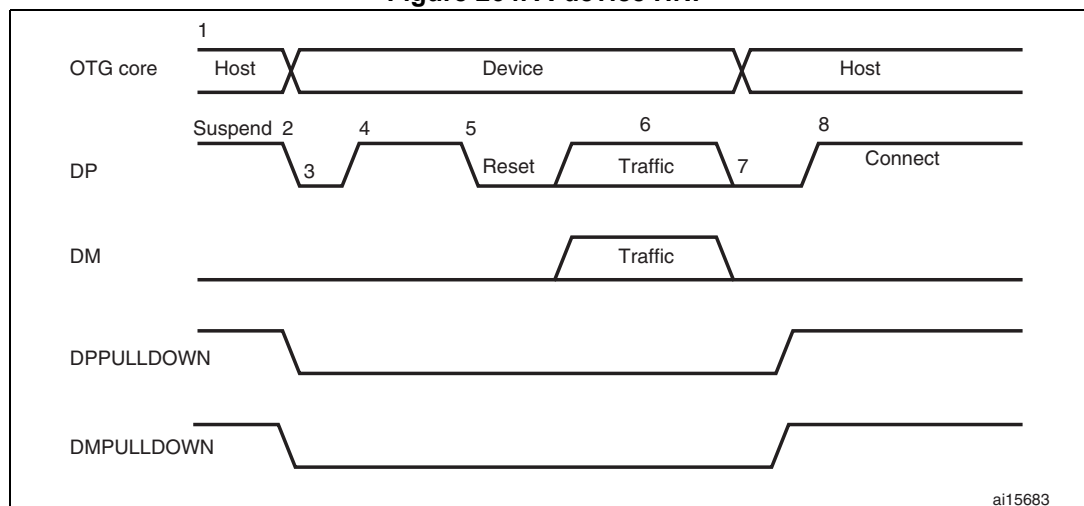 1
OTG core Host Device Host
Suspend 2 4 5 6 8
DP 3 Reset Traffic 7 Connect
DM Traffic
DPPULLDOWN
DMPULLDOWN
ai15683